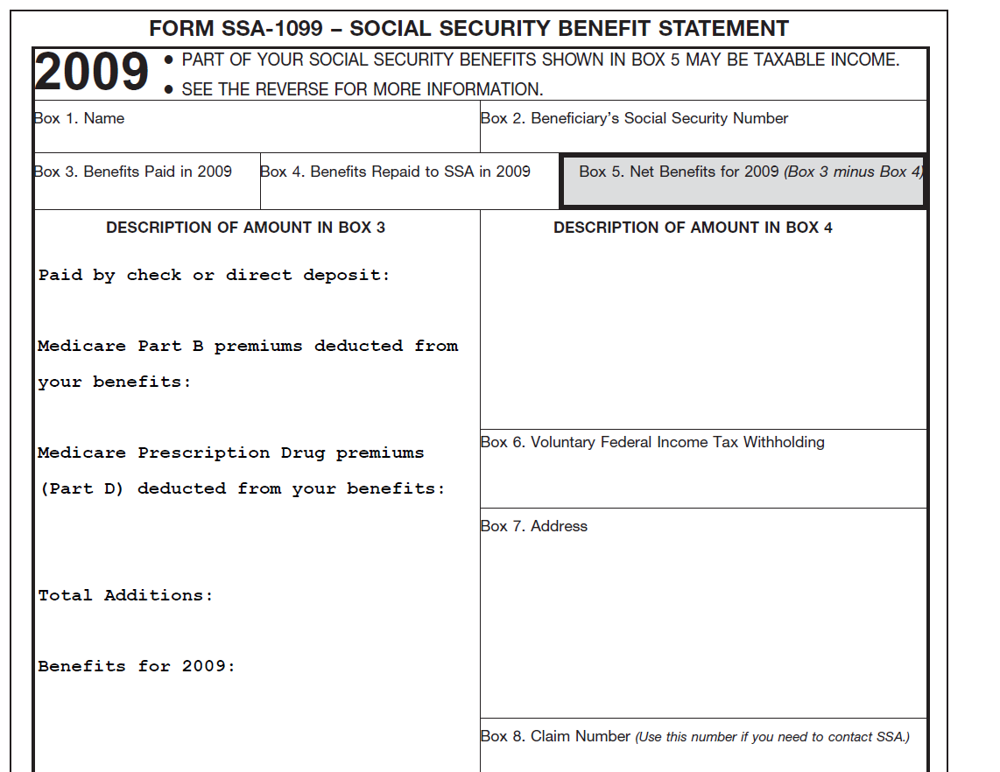 FORM SSA-1099 – SOCIAL SECURITY BENEFIT STATEMENT
2009
• PART OF YOUR SOCIAL SECURITY BENEFITS SHOWN IN BOX 5 MAY BE TAXABLE INCOME.
• SEE THE REVERSE FOR MORE INFORMATION.
Box 1. Name
Box 2. Beneficiary's Social Security Number
Box 3. Benefits Paid in 2009
Box 4. Benefits Repaid to SSA in 2009
Box 5. Net Benefits for 2009 (Box 3 minus Box 4)
DESCRIPTION OF AMOUNT IN BOX 3
Paid by check or direct deposit:
Medicare Part B premiums deducted from
your benefits:
Medicare Prescription Drug premiums
(Part D) deducted from your benefits:
Total Additions:
Benefits for 2009:
DESCRIPTION OF AMOUNT IN BOX 4
Box 6. Voluntary Federal Income Tax Withholding
Box 7. Address
Box 8. Claim Number (Use this number if you need to contact SSA.)